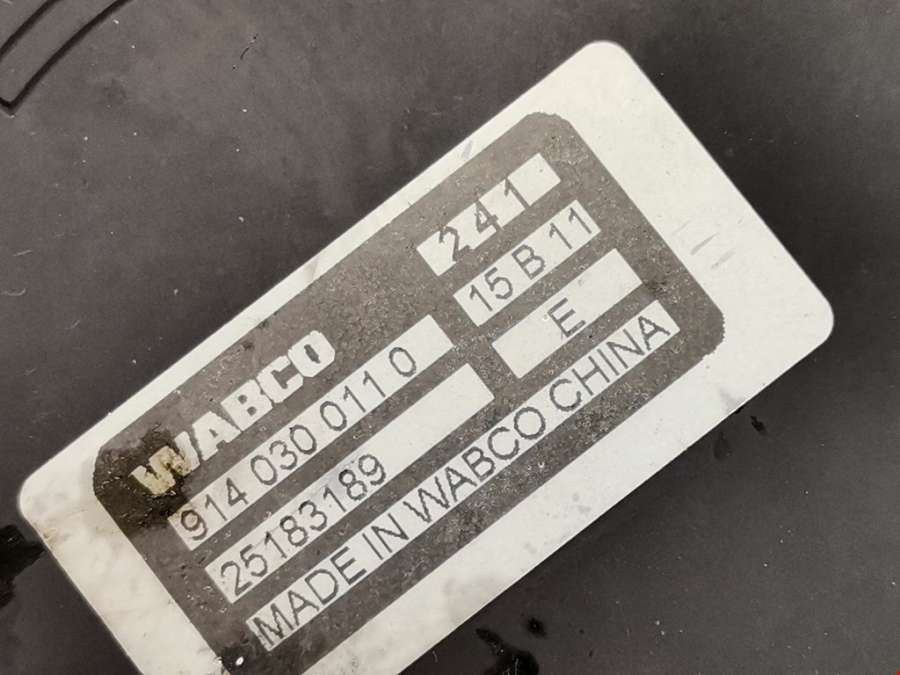 WABCO
241
914 030 011 0
15 B 11
25183189
E
MADE IN WABCO CHINA